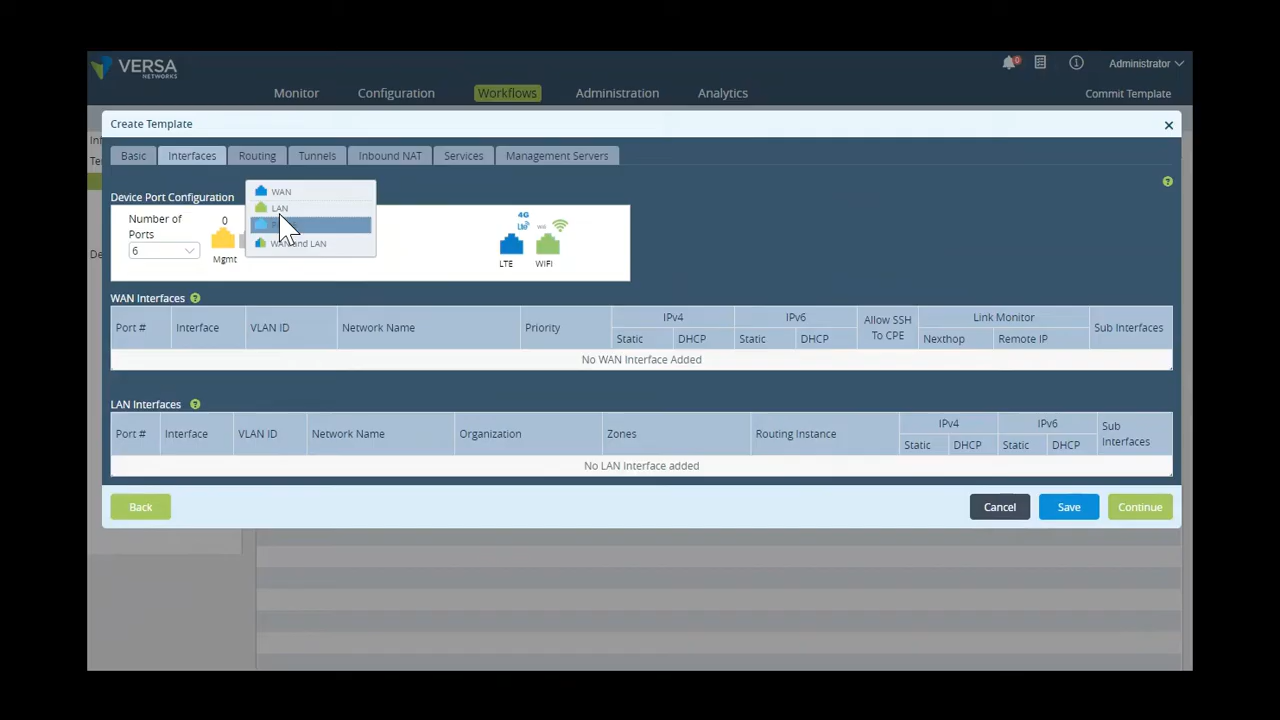 VERSA
NETWORKS
0
Administrator
Monitor
Configuration
Workflows
Administration
Analytics
Commit Template
Create Template
Basic
Interfaces
Routing
Tunnels
Inbound NAT
Services
Management Servers
Device Port Configuration
Number of
Ports
6
0
Mgmt
WAN
LAN
WAN and LAN
4G
Lte
Wifi
LTE
WIFI
WAN Interfaces
Port #
Interface
VLAN ID
Network Name
Priority
IPv4
Static
DHCP
IPv6
Static
DHCP
Allow SSH
To CPE
Link Monitor
Nexthop
Remote IP
Sub Interfaces
No WAN Interface Added
LAN Interfaces
Port #
Interface
VLAN ID
Network Name
Organization
Zones
Routing Instance
IPv4
Static
DHCP
IPv6
Static
DHCP
Sub
Interfaces
No LAN Interface added
Back
Cancel
Save
Continue